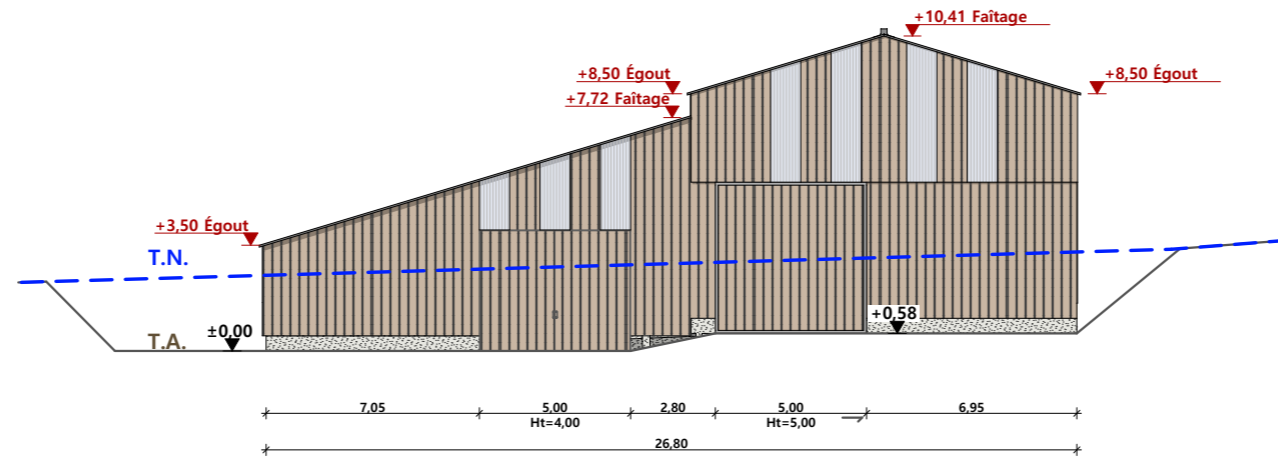 +10,41 Faîtage
+8,50 Égout
+8,50 Égout
+7,72 Faîtage
+3,50 Égout
T.N.
±0,00
+0,58
T.A.
7,05
5,00
2,80
5,00
6,95
Ht=4,00
Ht=5,00
26,80